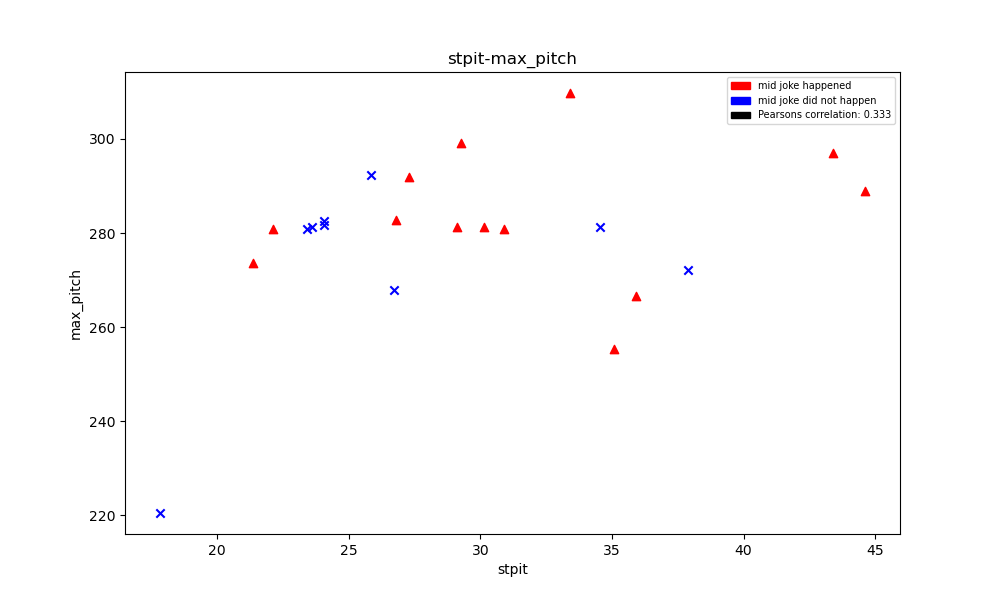 stpit-max_pitch
mid joke happened
mid joke did not happen
Pearsons correlation: 0.333
max_pitch
300
280
260
240
220
20 25 30 35 40 45
stpit